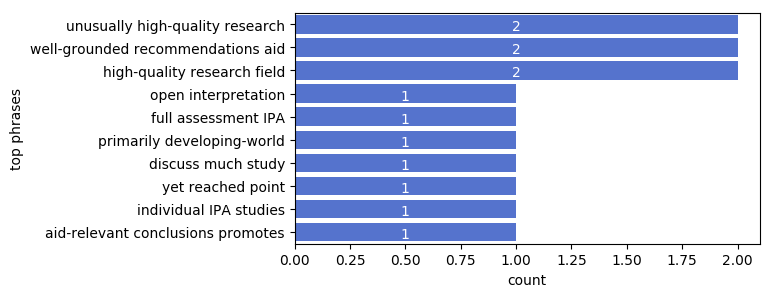 top phrases
unusually high-quality research 2
well-grounded recommendations aid 2
high-quality research field 2
open interpretation 1
full assessment IPA 1
primarily developing-world 1
discuss much study 1
yet reached point 1
individual IPA studies 1
aid-relevant conclusions promotes 1
0.00 0.25 0.50 0.75 1.00 1.25 1.50 1.75 2.00
count